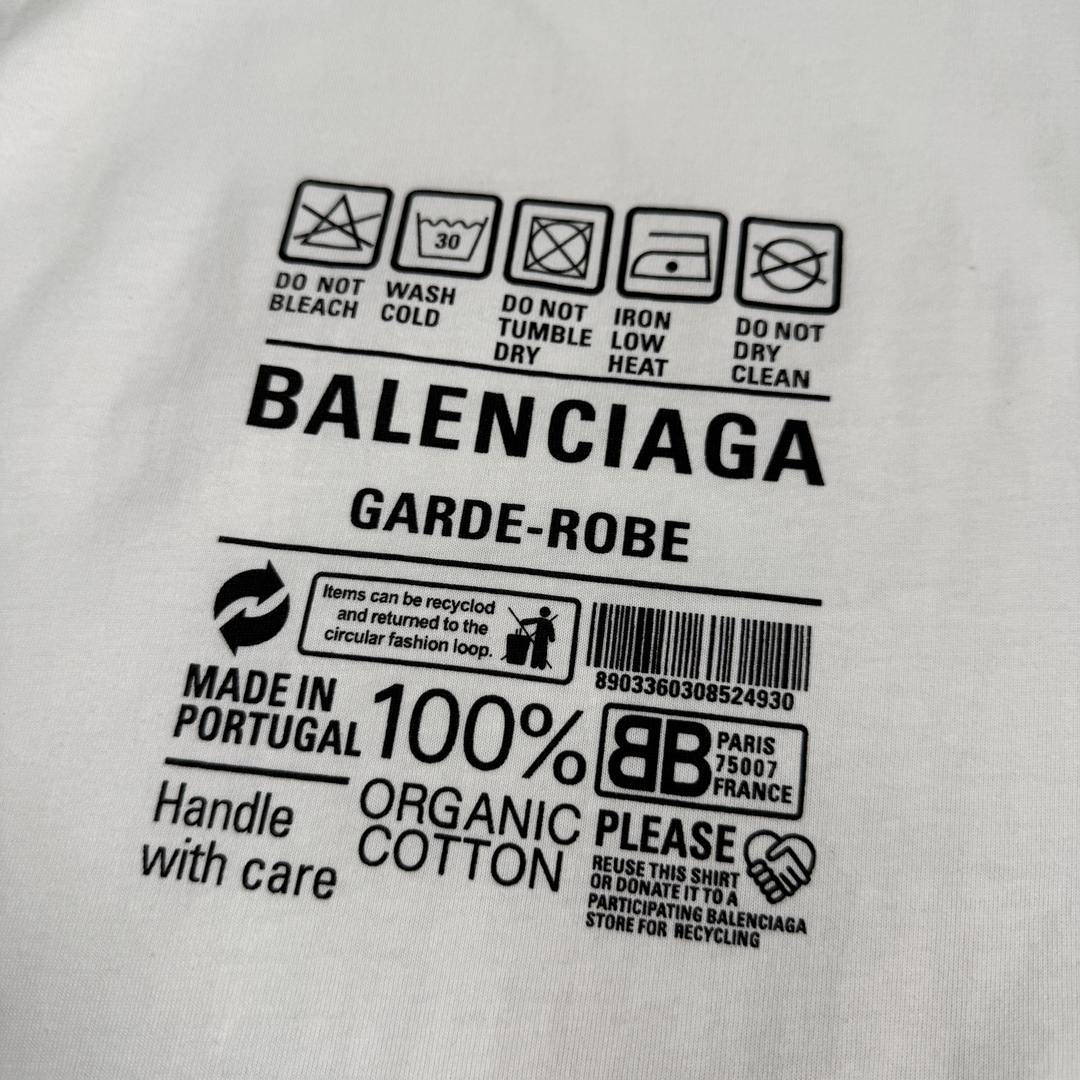 30
DO NOT
BLEACH
WASH
COLD
DO NOT
TUMBLE
DRY
IRON
LOW
HEAT
DO NOT
DRY
CLEAN
BALENCIAGA
GARDE-ROBE
Items can be recyclod
and returned to the
circular fashion loop.
8903360308524930
MADE IN
PORTUGAL
100%
ORGANIC
COTTON
BB
PARIS
75007
FRANCE
Handle
with care
PLEASE
REUSE THIS SHIRT
OR DONATE IT TO A
PARTICIPATING BALENCIAGA
STORE FOR RECYCLING